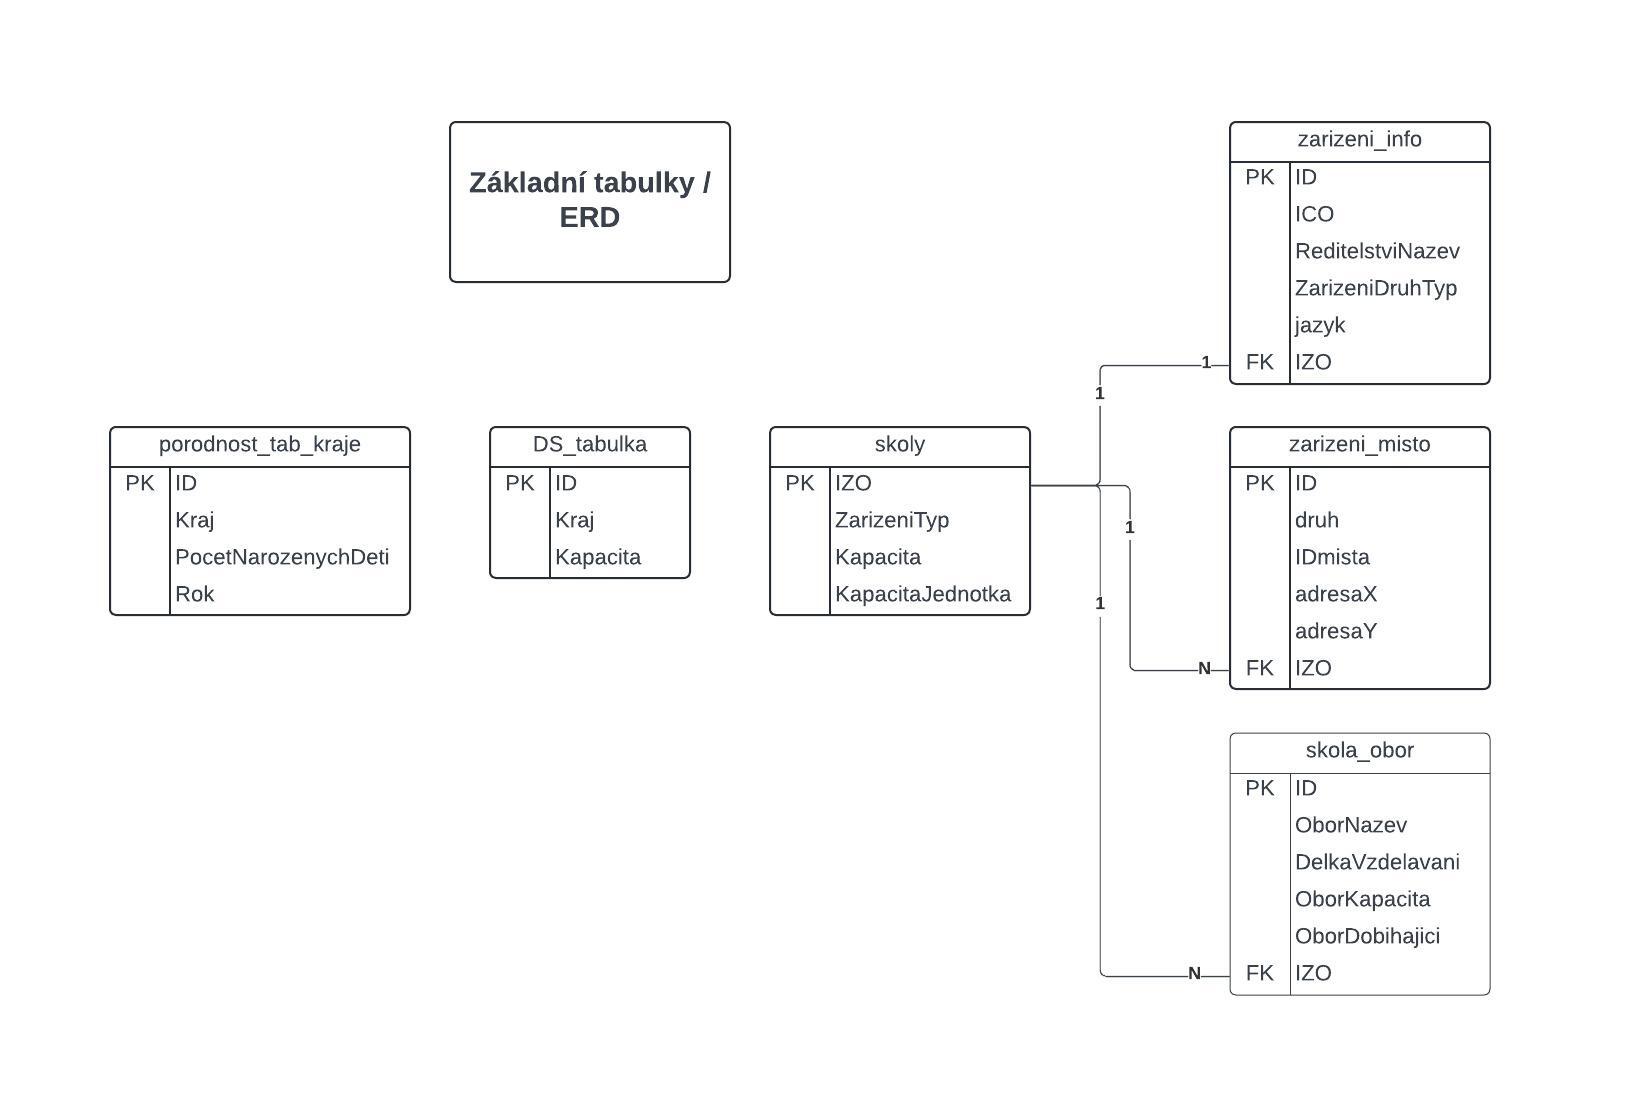 Základní tabulky /
ERD
zarizeni_info
PK ID
ICO
ReditelstviNazev
ZarizeniDruhTyp
jazyk
FK IZO
1
1
porodnost_tab_kraje
PK ID
Kraj
PocetNarozenychDeti
Rok
DS_tabulka
PK ID
Kraj
Kapacita
skoly
PK IZO
ZarizeniTyp
Kapacita
KapacitaJednotka
1
1
zarizeni_misto
PK ID
druh
IDmista
adresaX
adresaY
FK IZO
N
skola_obor
PK ID
OborNazev
DelkaVzdelavani
OborKapacita
OborDobihajici
FK IZO
N